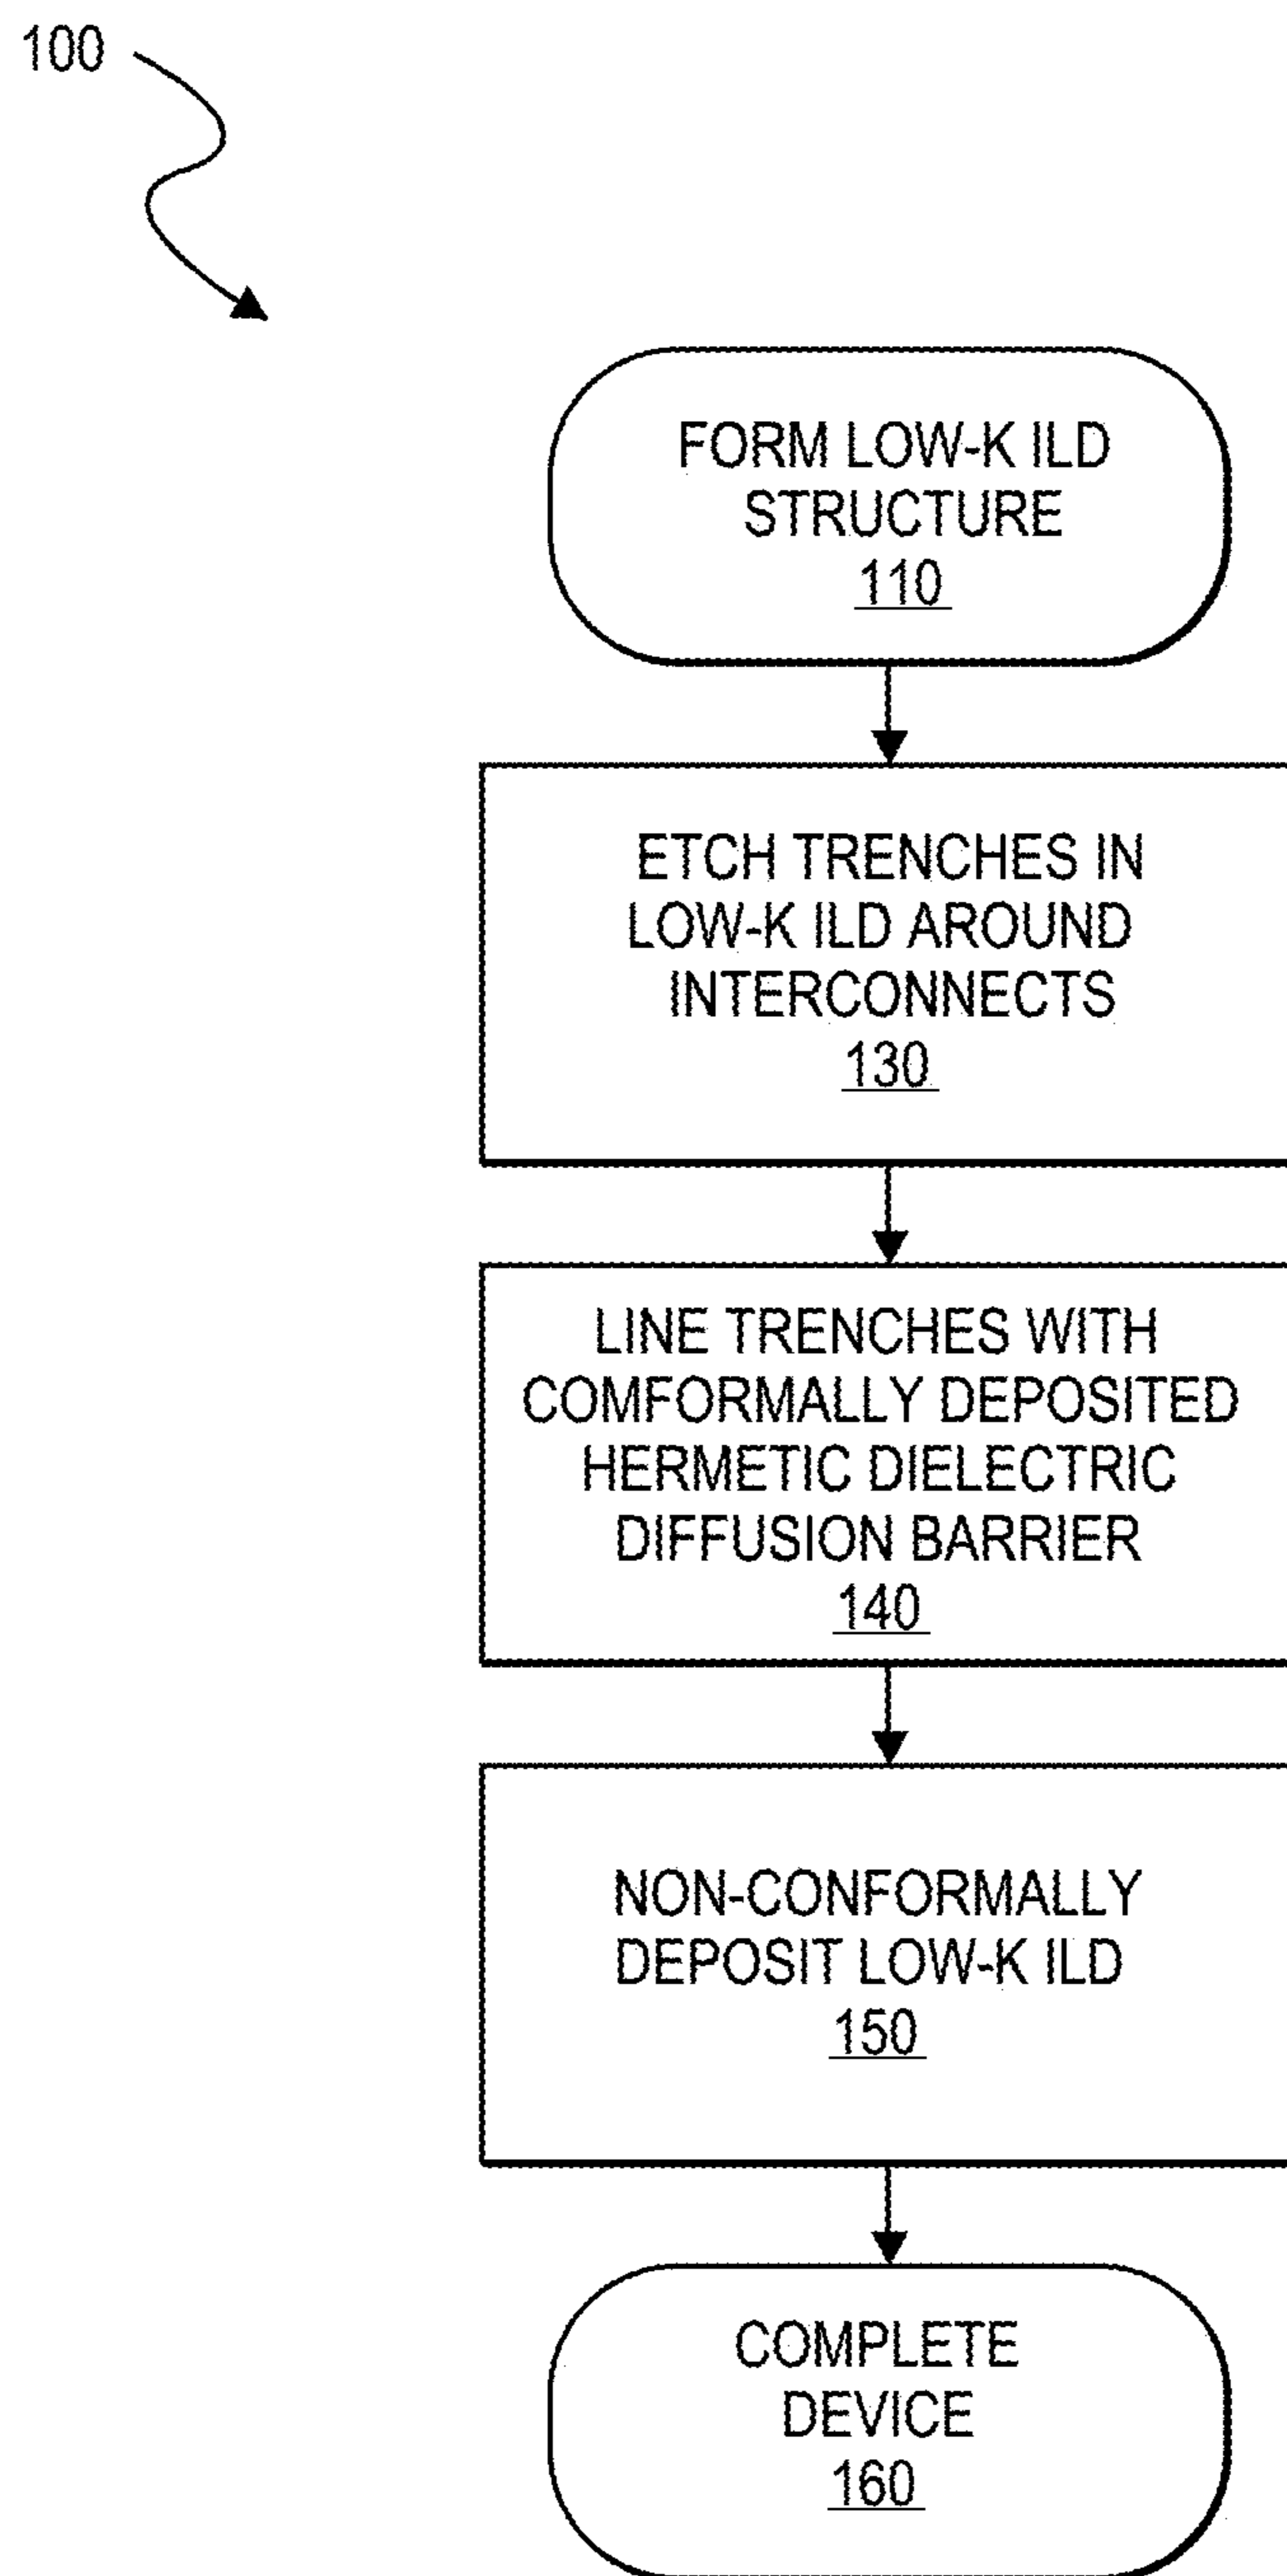 100
FORM LOW-K ILD
STRUCTURE
110
ETCH TRENCHES IN
LOW-K ILD AROUND
INTERCONNECTS
130
LINE TRENCHES WITH
COMFORMALLY DEPOSITED
HERMETIC DIELECTRIC
DIFFUSION BARRIER
140
NON-CONFORMALLY
DEPOSIT LOW-K ILD
150
COMPLETE
DEVICE
160